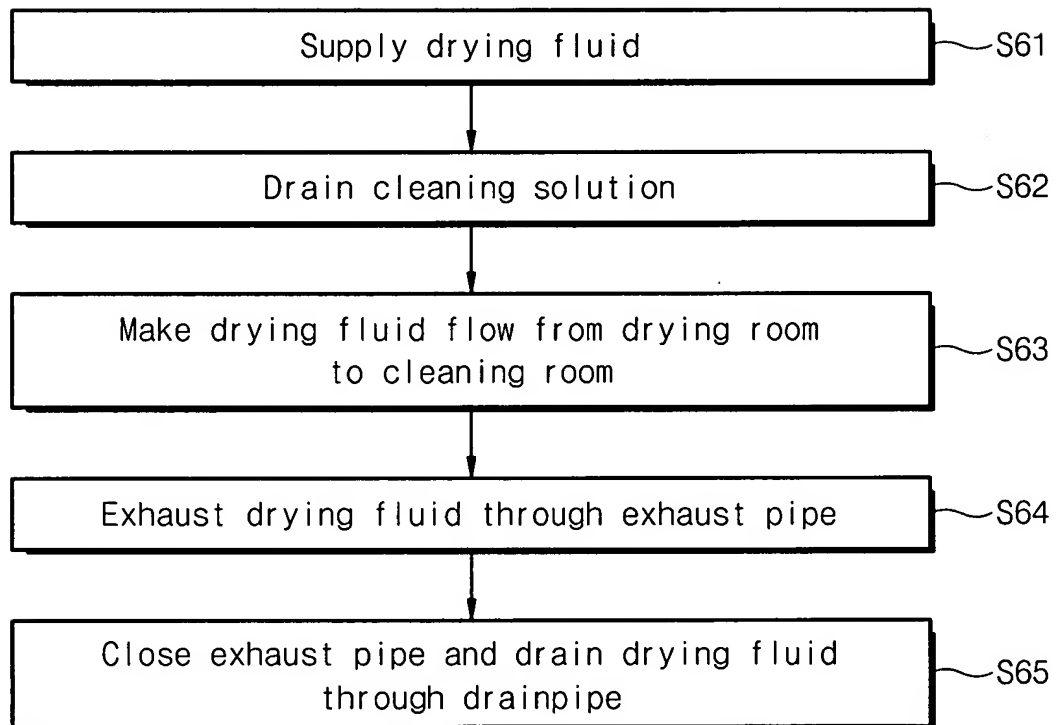 Supply drying fluid
S61
Drain cleaning solution
S62
Make drying fluid flow from drying room
to cleaning room
S63
Exhaust drying fluid through exhaust pipe
S64
Close exhaust pipe and drain drying fluid
through drainpipe
S65